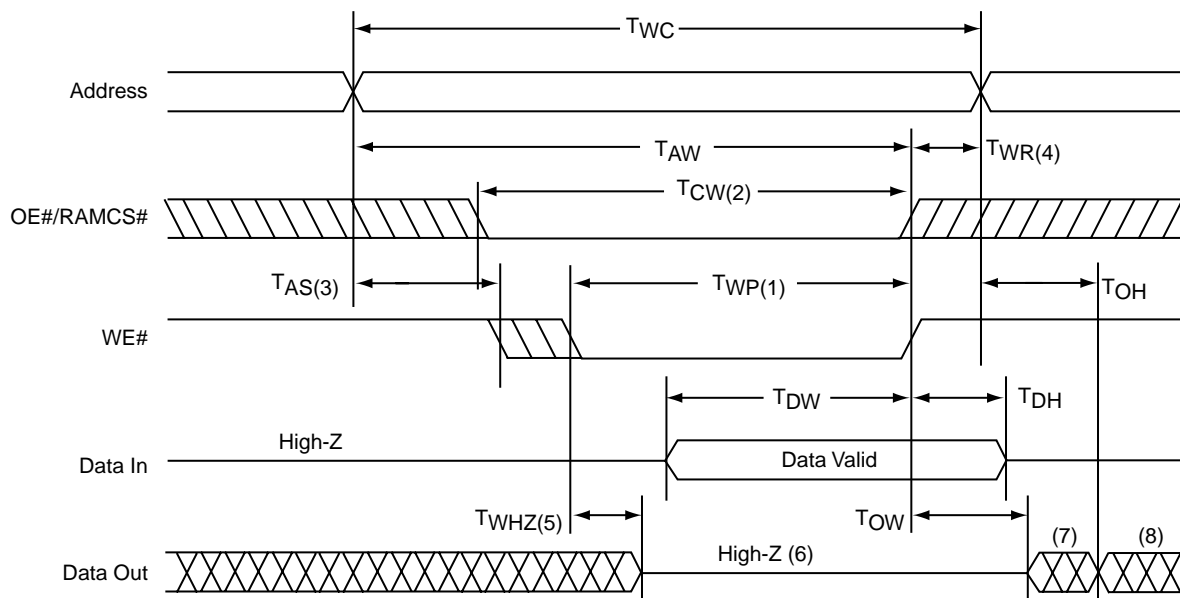 TWC
Address
TAW
TWR(4)
TCW(2)
OE#/RAMCS#
TAS(3)
TWP(1)
TOH
WE#
TDW
TDH
High-Z
Data In
Data Valid
TWHZ(5)
TOW
High-Z (6)
(7)
(8)
Data Out